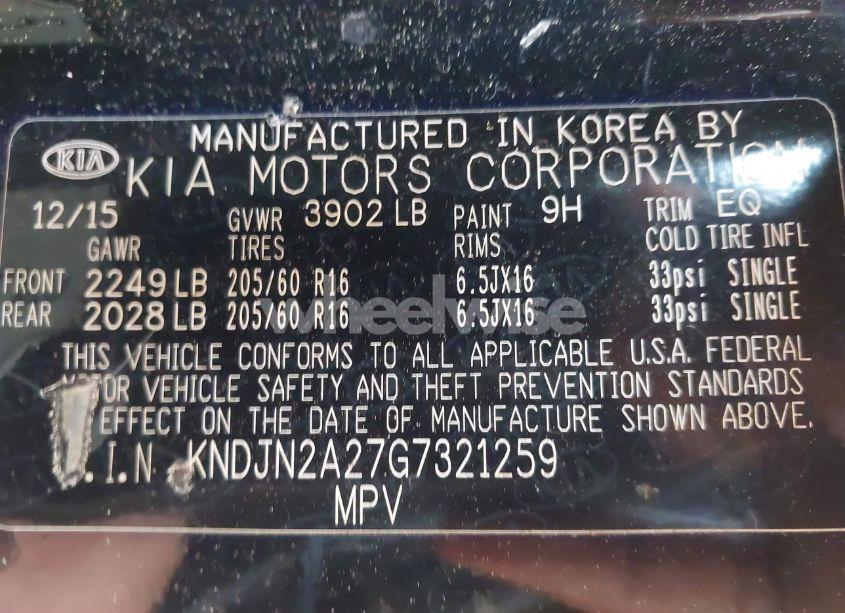 MANUFACTURED IN KOREA BY
KIA KIA MOTORS CORPORATION
12/15 GVWR 3902 LB PAINT 9H TRIM EQ
GAWR TIRES RIMS COLD TIRE INFL
FRONT 2249 LB 205/60 R16 6.5JX16 33psi SINGLE
REAR 2028 LB 205/60 R16 6.5JX16 33psi SINGLE
wheelwise
THIS VEHICLE CONFORMS TO ALL APPLICABLE U.S.A. FEDERAL
TOR VEHICLE SAFETY AND THEFT PREVENTION STANDARDS
EFFECT ON THE DATE OF MANUFACTURE SHOWN ABOVE.
.I.N KNDJN2A27G7321259
MPV